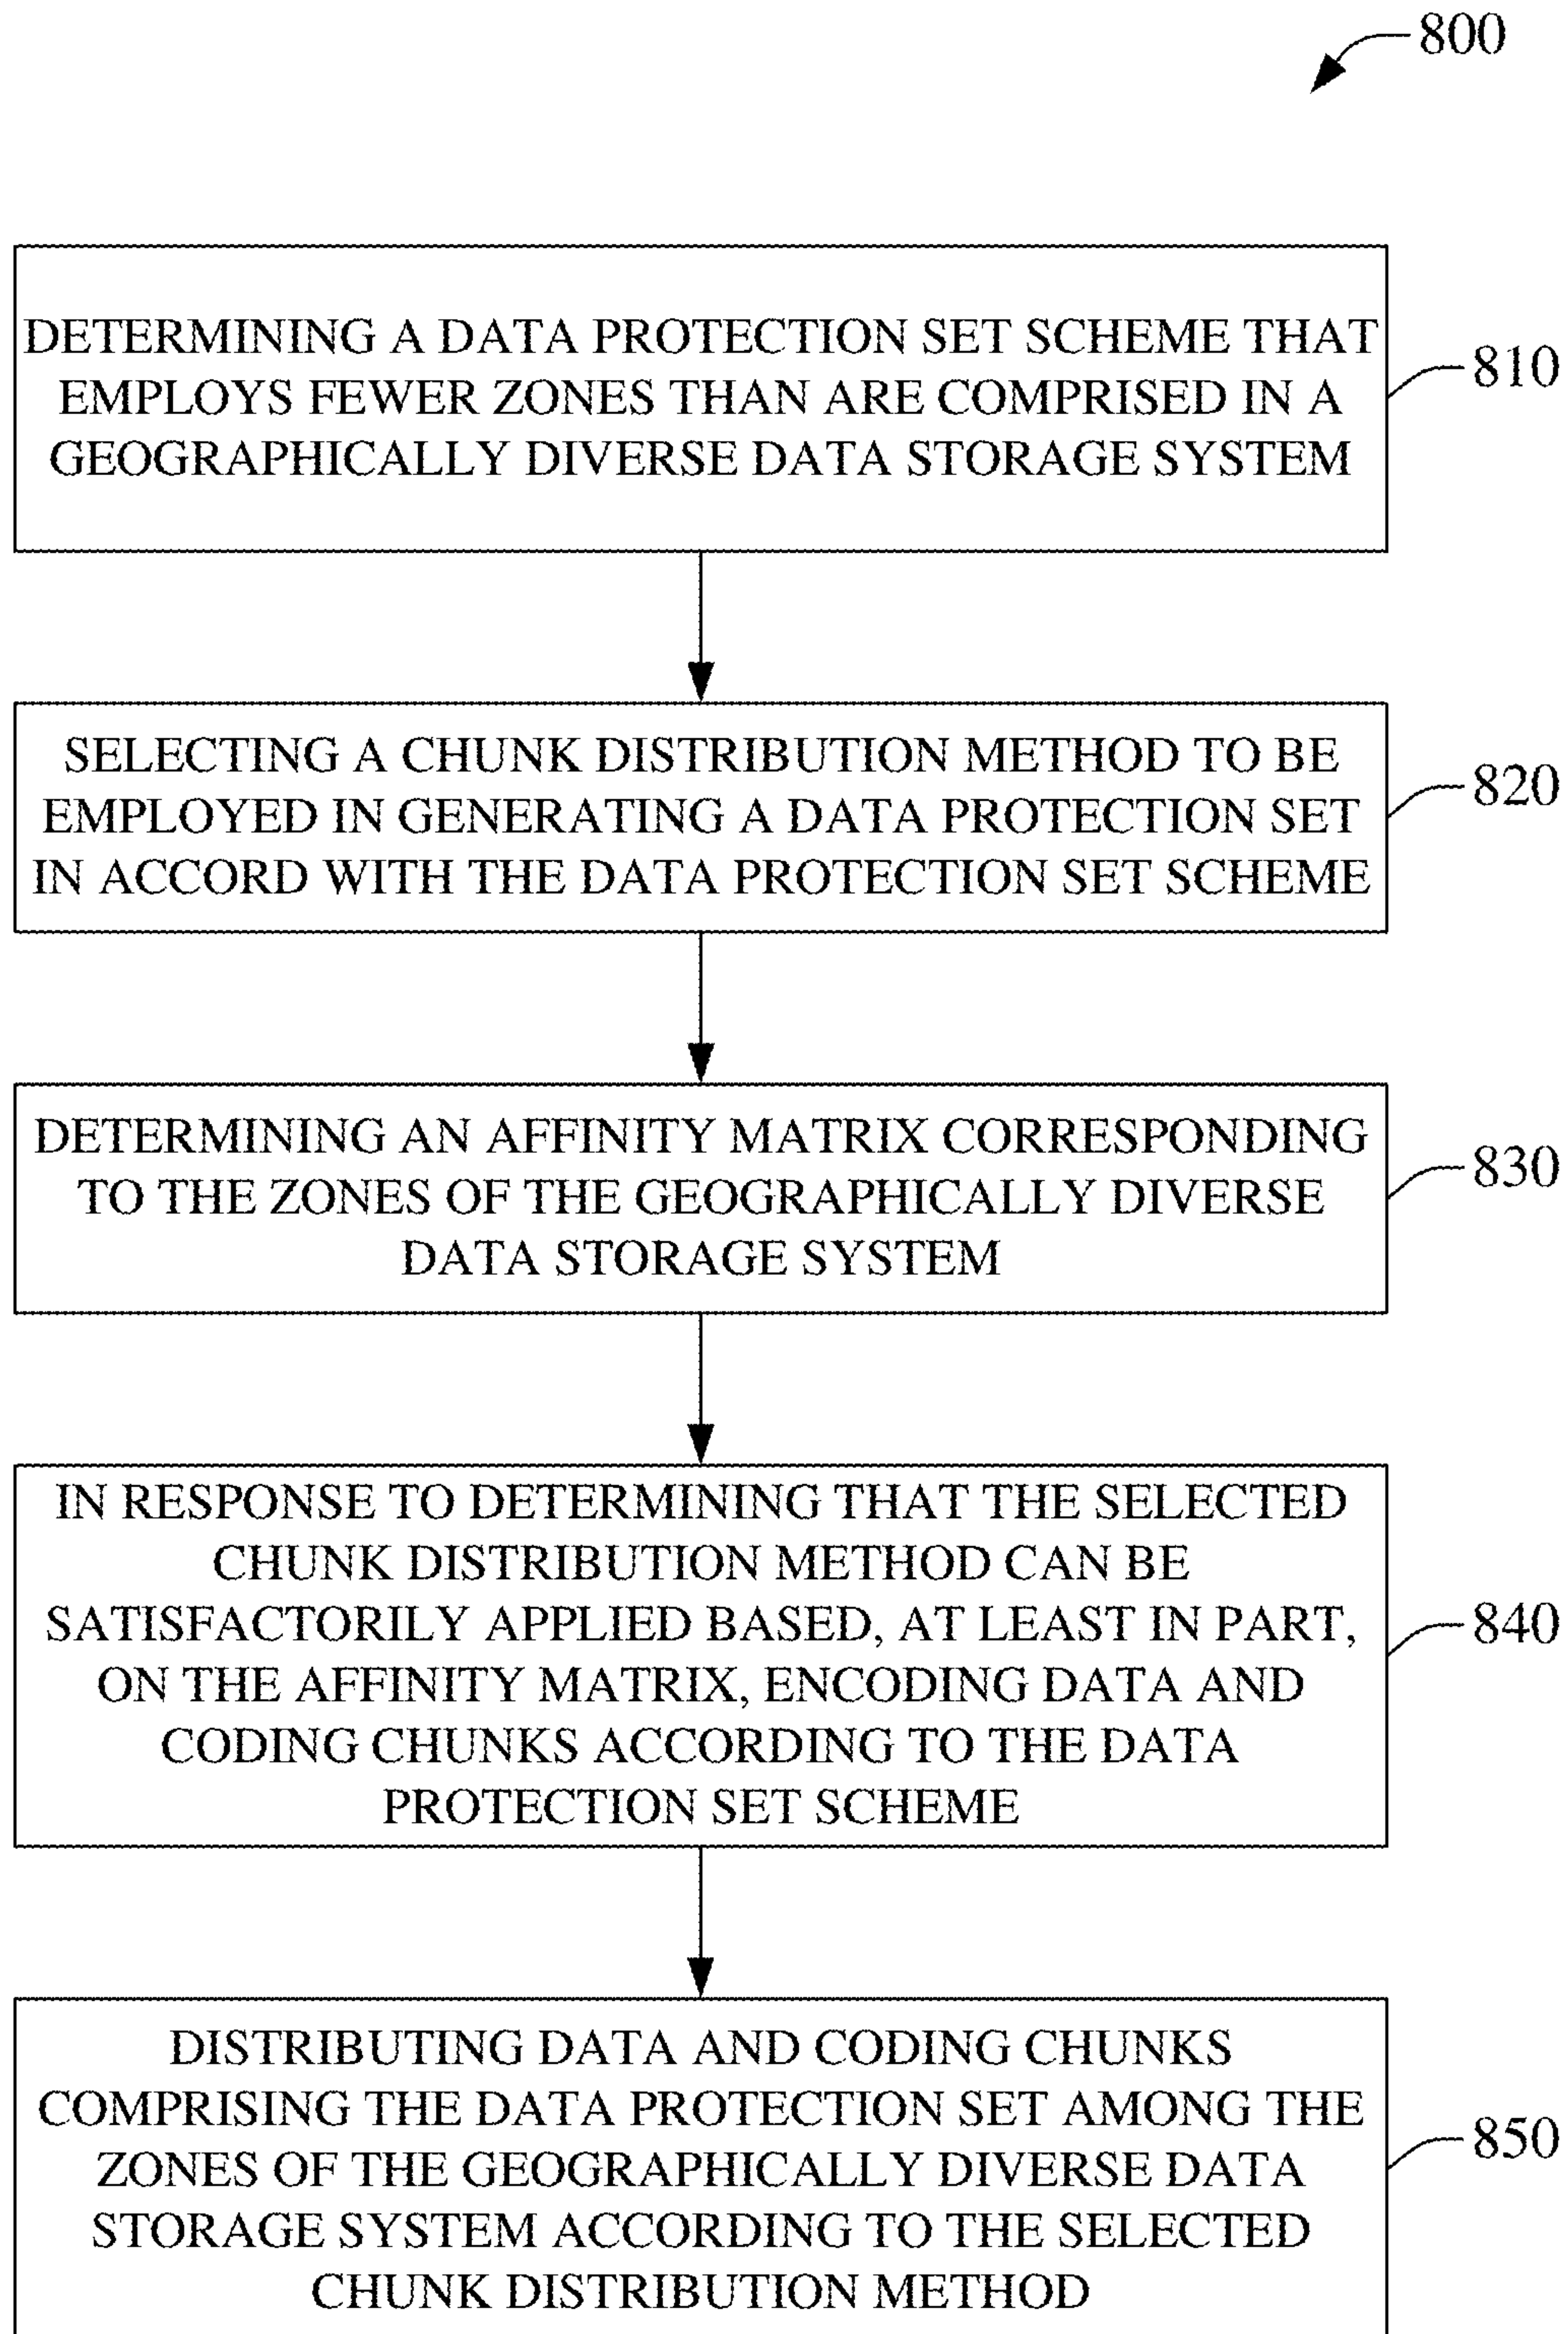 800
DETERMINING A DATA PROTECTION SET SCHEME THAT
EMPLOYS FEWER ZONES THAN ARE COMPRISED IN A
GEOGRAPHICALLY DIVERSE DATA STORAGE SYSTEM
810
SELECTING A CHUNK DISTRIBUTION METHOD TO BE
EMPLOYED IN GENERATING A DATA PROTECTION SET
IN ACCORD WITH THE DATA PROTECTION SET SCHEME
820
DETERMINING AN AFFINITY MATRIX CORRESPONDING
TO THE ZONES OF THE GEOGRAPHICALLY DIVERSE
DATA STORAGE SYSTEM
830
IN RESPONSE TO DETERMINING THAT THE SELECTED
CHUNK DISTRIBUTION METHOD CAN BE
SATISFACTORILY APPLIED BASED, AT LEAST IN PART,
ON THE AFFINITY MATRIX, ENCODING DATA AND
CODING CHUNKS ACCORDING TO THE DATA
PROTECTION SET SCHEME
840
DISTRIBUTING DATA AND CODING CHUNKS
COMPRISING THE DATA PROTECTION SET AMONG THE
ZONES OF THE GEOGRAPHICALLY DIVERSE DATA
STORAGE SYSTEM ACCORDING TO THE SELECTED
CHUNK DISTRIBUTION METHOD
850